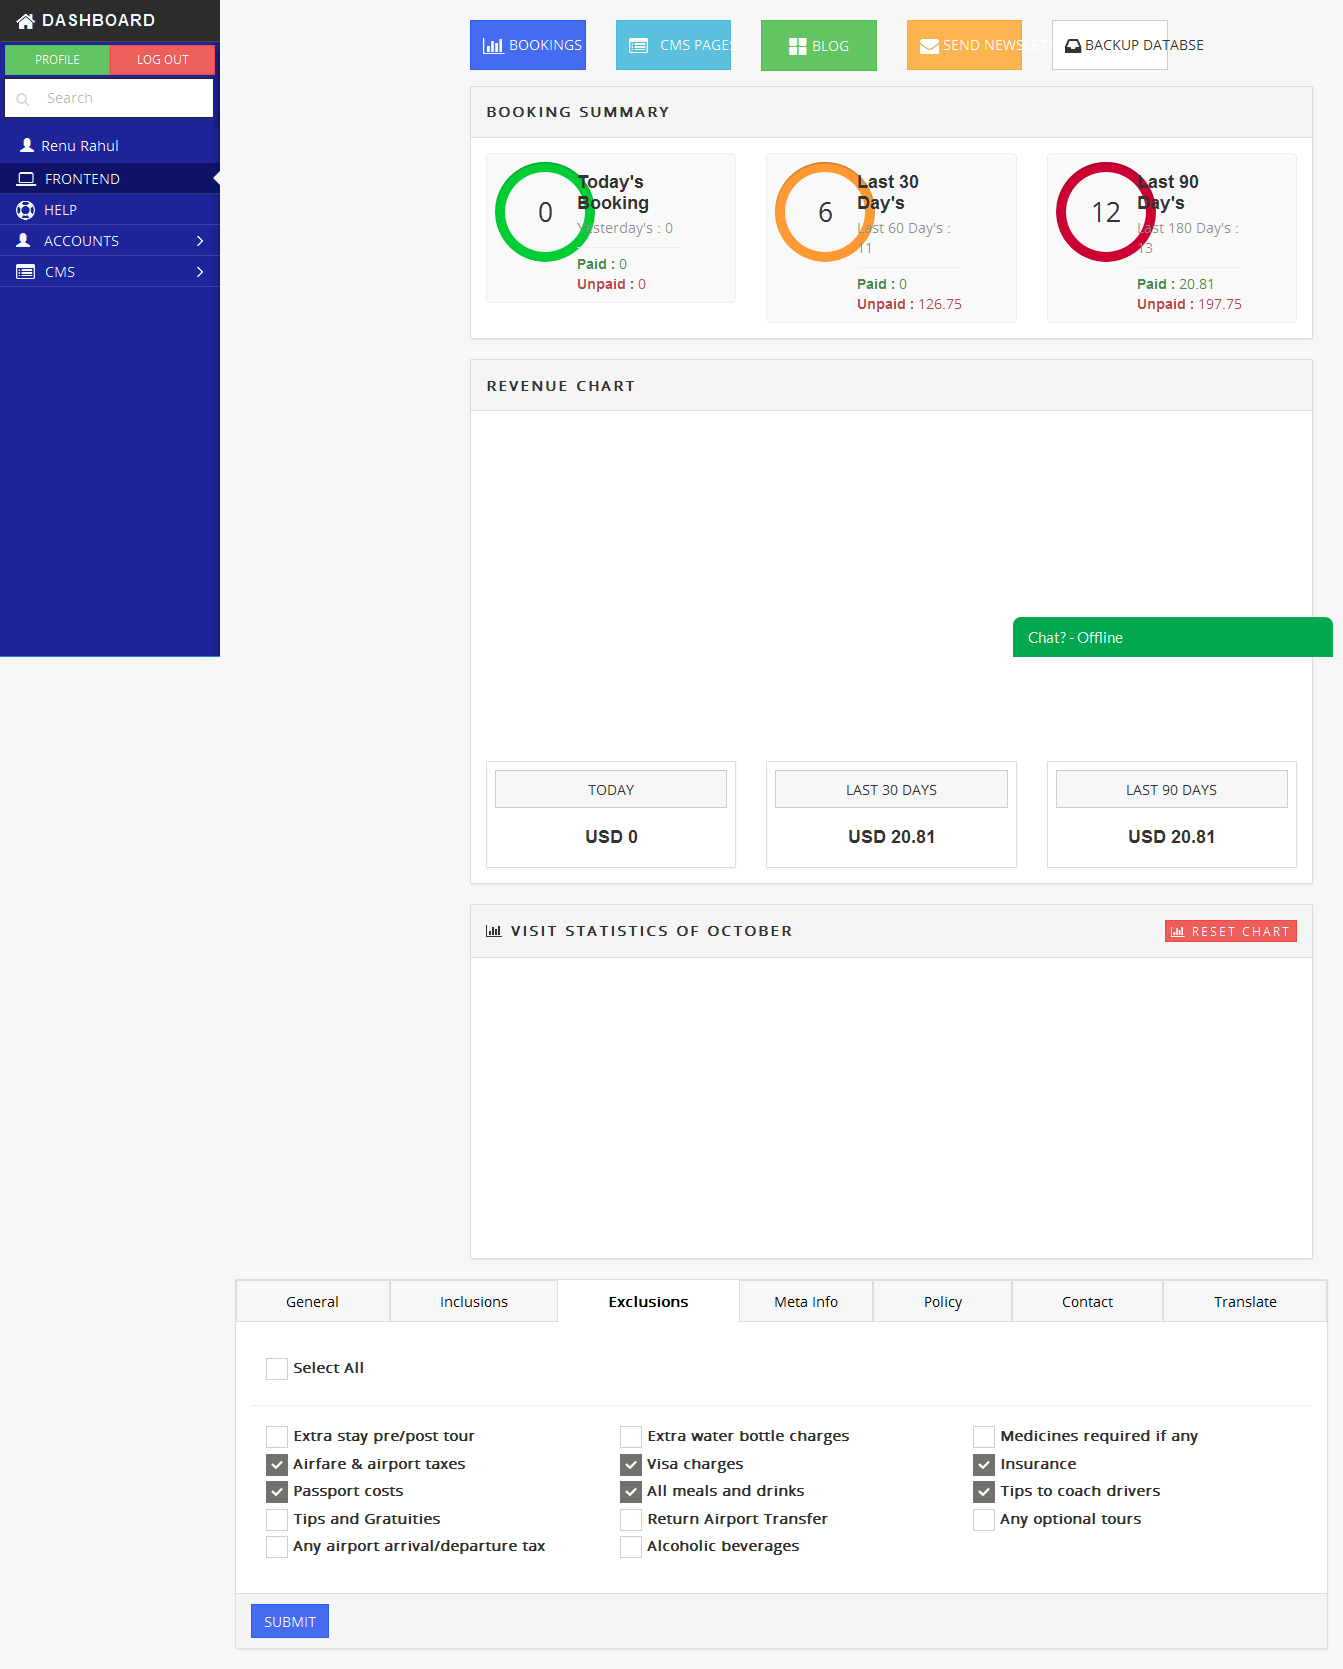 DASHBOARD
PROFILE
LOG OUT
Search
Renu Rahul
FRONTEND
HELP
ACCOUNTS
CMS
BOOKINGS
CMS PAGES
BLOG
SEND NEWSLETT
BACKUP DATABSE
BOOKING SUMMARY
0
Today's
Booking
Yesterday's : 0
Paid : 0
Unpaid : 0
6
Last 30
Day's
Last 60 Day's :
11
Paid : 0
Unpaid : 126.75
12
Last 90
Day's
Last 180 Day's :
13
Paid : 20.81
Unpaid : 197.75
REVENUE CHART
Chat? - Offline
TODAY
USD 0
LAST 30 DAYS
USD 20.81
LAST 90 DAYS
USD 20.81
VISIT STATISTICS OF OCTOBER
RESET CHART
General
Inclusions
Exclusions
Meta Info
Policy
Contact
Translate
Select All
Extra stay pre/post tour
Extra water bottle charges
Medicines required if any
Airfare & airport taxes
Visa charges
Insurance
Passport costs
All meals and drinks
Tips to coach drivers
Tips and Gratuities
Return Airport Transfer
Any optional tours
Any airport arrival/departure tax
Alcoholic beverages
SUBMIT